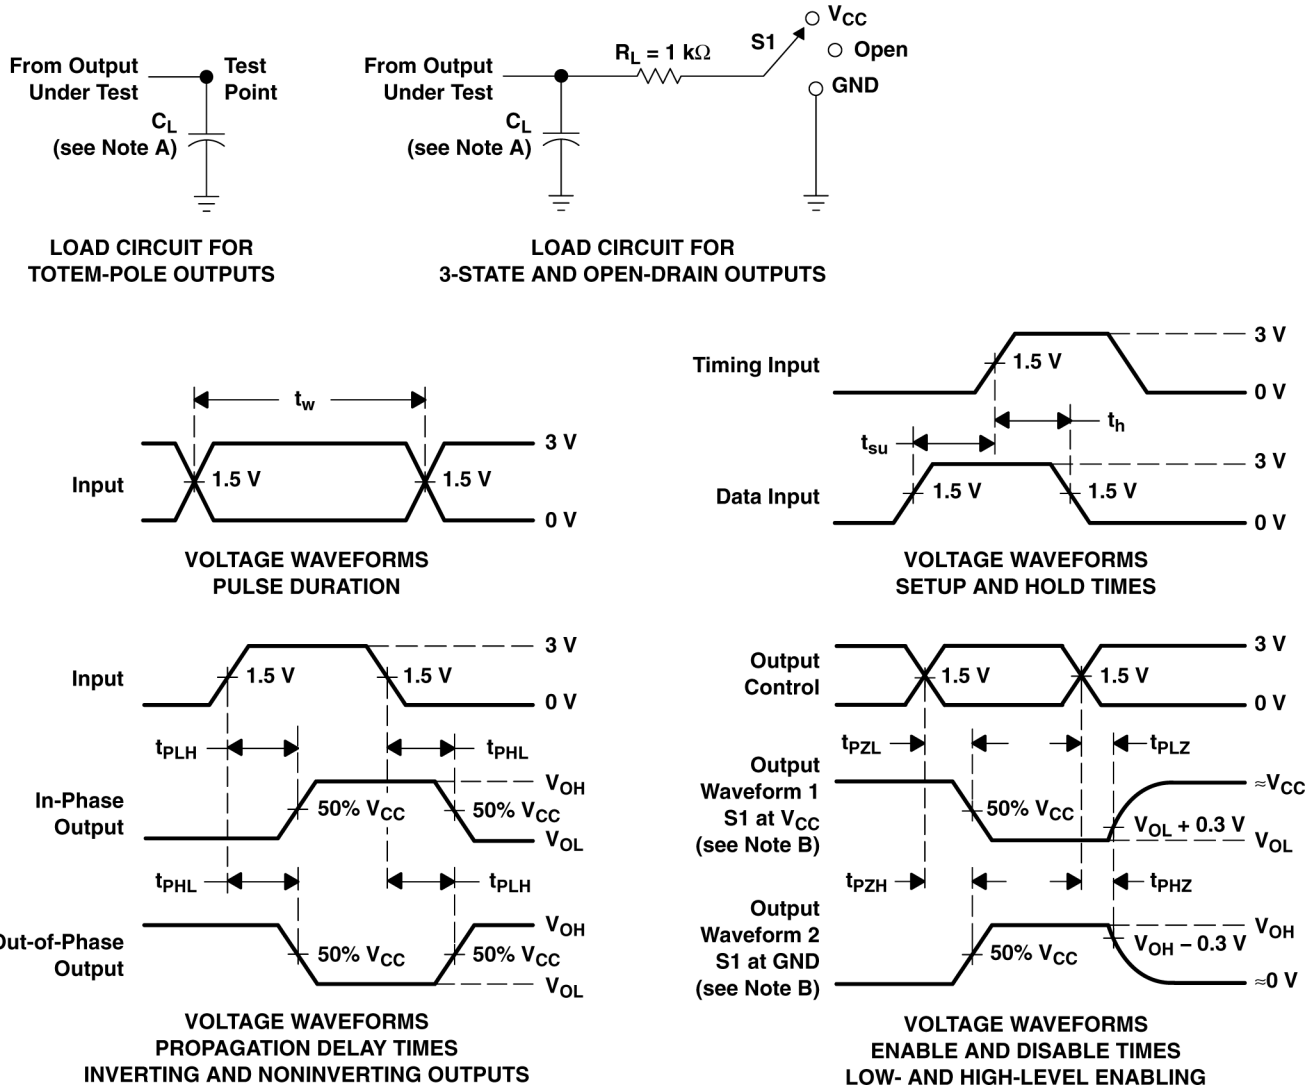 From Output
Under Test
Test
Point
CL
(see Note A)
LOAD CIRCUIT FOR
TOTEM-POLE OUTPUTS
From Output
Under Test
RL = 1 kΩ
S1
VCC
Open
GND
CL
(see Note A)
LOAD CIRCUIT FOR
3-STATE AND OPEN-DRAIN OUTPUTS
tw
Input
1.5 V
1.5 V
3 V
0 V
VOLTAGE WAVEFORMS
PULSE DURATION
Timing Input
1.5 V
3 V
0 V
tsu
th
Data Input
1.5 V
1.5 V
3 V
0 V
VOLTAGE WAVEFORMS
SETUP AND HOLD TIMES
Input
1.5 V
1.5 V
3 V
0 V
tPLH
tPHL
In-Phase
Output
50% VCC
50% VCC
VOH
VOL
tPHL
tPLH
Out-of-Phase
Output
50% VCC
50% VCC
VOH
VOL
VOLTAGE WAVEFORMS
PROPAGATION DELAY TIMES
INVERTING AND NONINVERTING OUTPUTS
Output
Control
1.5 V
1.5 V
3 V
0 V
tPZL
tPLZ
Output
Waveform 1
S1 at VCC
(see Note B)
50% VCC
VOL + 0.3 V
≈VCC
VOL
tPZH
tPHZ
Output
Waveform 2
S1 at GND
(see Note B)
50% VCC
VOH − 0.3 V
VOH
≈0 V
VOLTAGE WAVEFORMS
ENABLE AND DISABLE TIMES
LOW- AND HIGH-LEVEL ENABLING